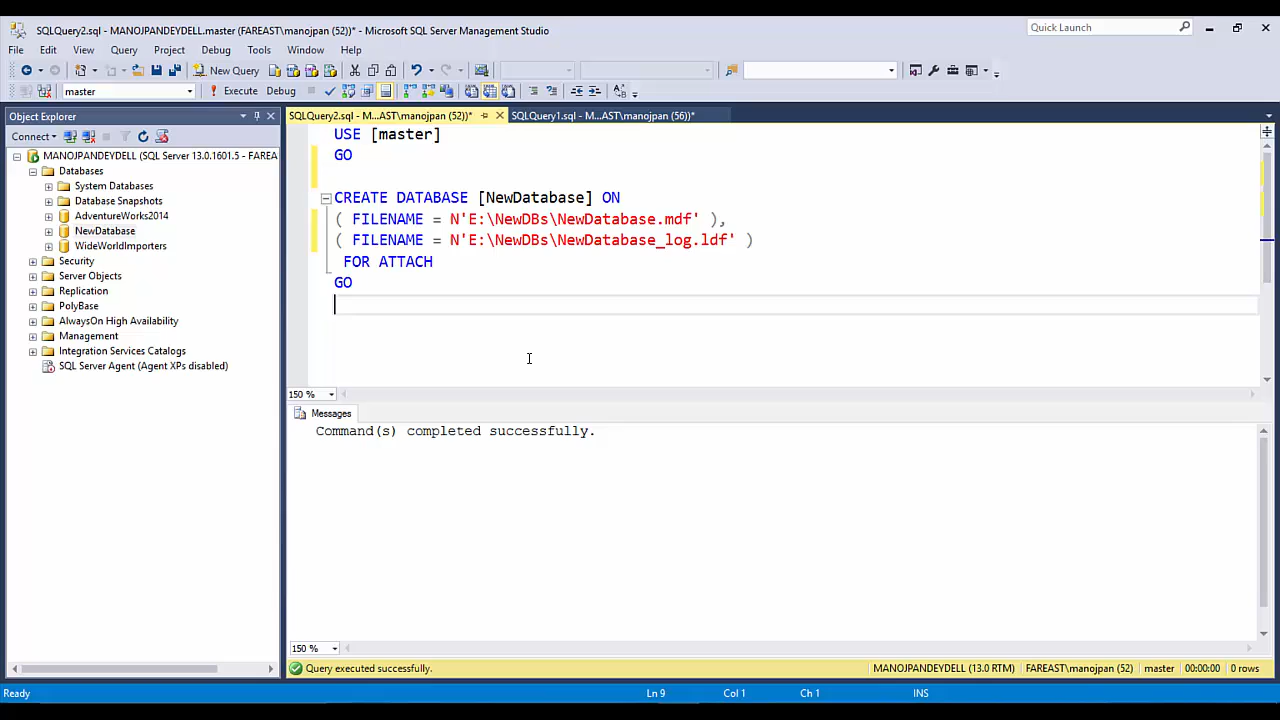 SQLQuery2.sql - MANOJPANDEYDELL.master (FAREAST\manojpan (52))* - Microsoft SQL Server Management Studio
Quick Launch
File Edit View Query Project Debug Tools Window Help
New Query
master
Execute Debug
Object Explorer
SQLQuery2.sql - M...AST\manojpan (52))*
SQLQuery1.sql - M...AST\manojpan (56))*
Connect
MANOJPANDEYDELL (SQL Server 13.0.1601.5 - FAREA
Databases
System Databases
Database Snapshots
AdventureWorks2014
NewDatabase
WideWorldImporters
Security
Server Objects
Replication
PolyBase
AlwaysOn High Availability
Management
Integration Services Catalogs
SQL Server Agent (Agent XPs disabled)
USE [master]
GO
CREATE DATABASE [NewDatabase] ON
( FILENAME = N'E:\NewDBs\NewDatabase.mdf' ),
( FILENAME = N'E:\NewDBs\NewDatabase_log.ldf' )
FOR ATTACH
GO
150 %
Messages
Command(s) completed successfully.
150 %
Query executed successfully.
MANOJPANDEYDELL (13.0 RTM) FAREAST\manojpan (52) master 00:00:00 0 rows
Ready Ln 9 Col 1 Ch 1 INS